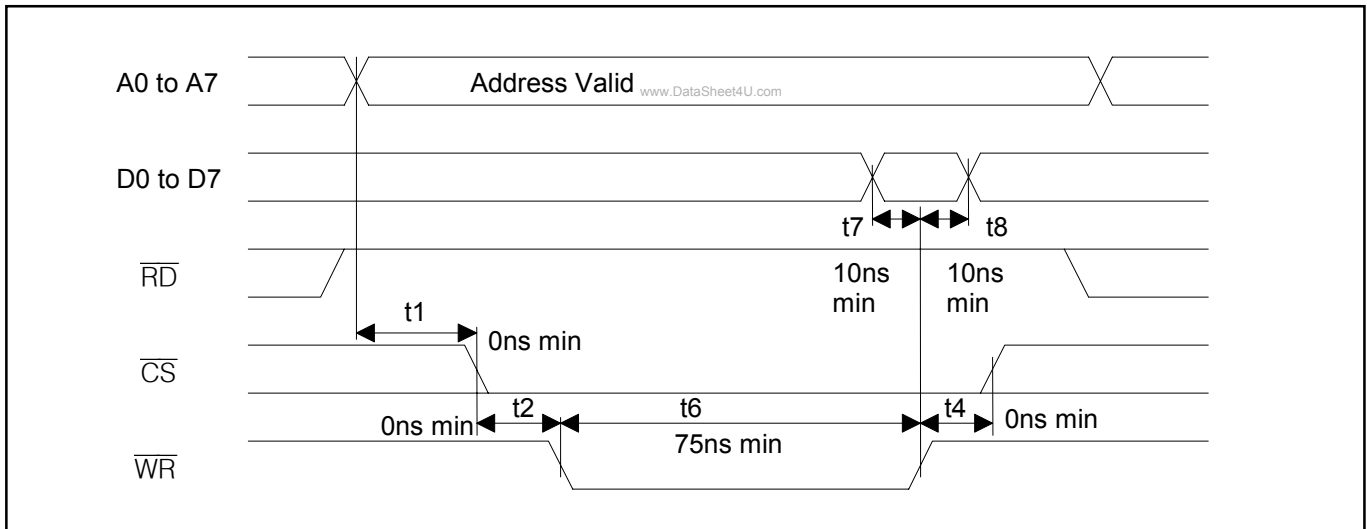 A0 to A7
Address Valid
www.DataSheet4U.com
D0 to D7
t7
t8
RD
10ns
min
10ns
min
t1
0ns min
CS
t2
t6
t4
0ns min
75ns min
0ns min
WR